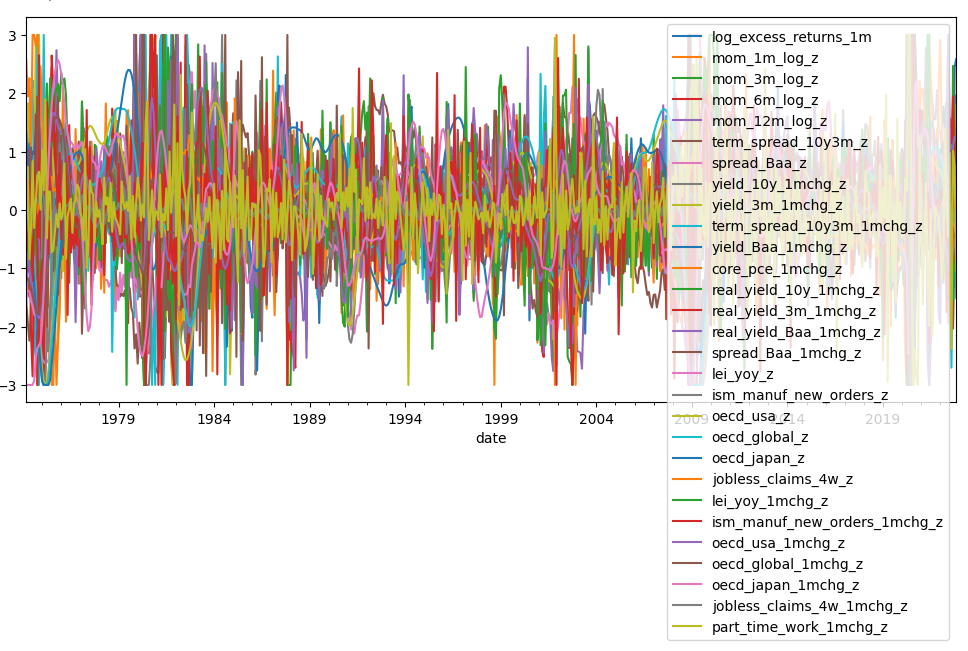 3
2
1
0
−1
−2
−3
1979
1984
1989
1994
1999
2004
2009
2014
2019
date
log_excess_returns_1m
mom_1m_log_z
mom_3m_log_z
mom_6m_log_z
mom_12m_log_z
term_spread_10y3m_z
spread_Baa_z
yield_10y_1mchg_z
yield_3m_1mchg_z
term_spread_10y3m_1mchg_z
yield_Baa_1mchg_z
core_pce_1mchg_z
real_yield_10y_1mchg_z
real_yield_3m_1mchg_z
real_yield_Baa_1mchg_z
spread_Baa_1mchg_z
lei_yoy_z
ism_manuf_new_orders_z
oecd_usa_z
oecd_global_z
oecd_japan_z
jobless_claims_4w_z
lei_yoy_1mchg_z
ism_manuf_new_orders_1mchg_z
oecd_usa_1mchg_z
oecd_global_1mchg_z
oecd_japan_1mchg_z
jobless_claims_4w_1mchg_z
part_time_work_1mchg_z